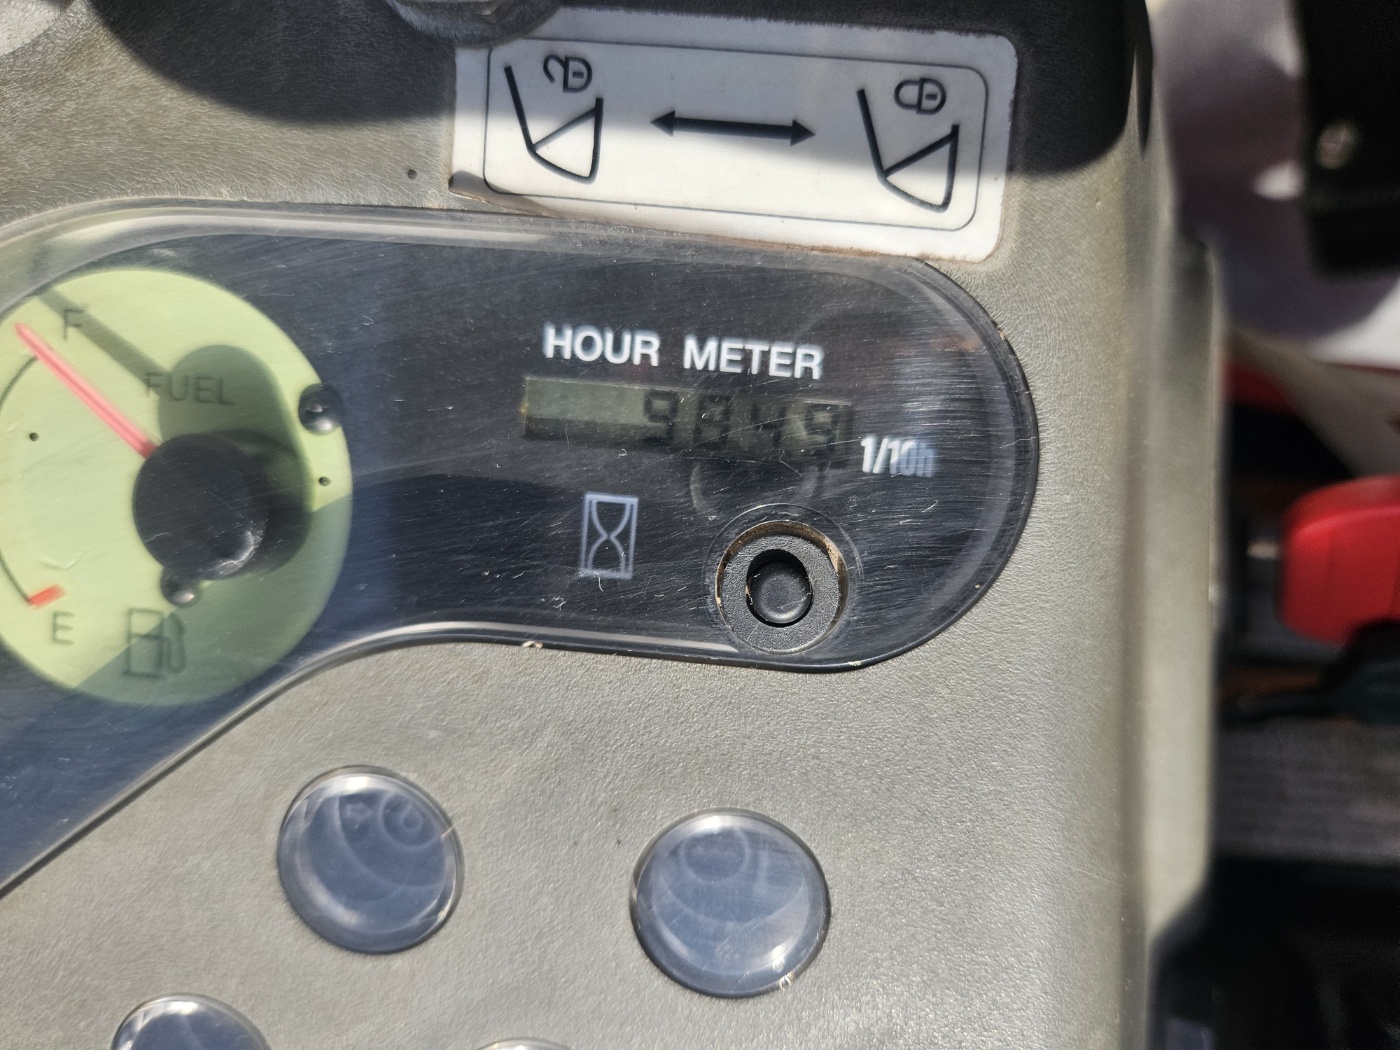 HOUR METER
9849
1/10h
F
FUEL
E